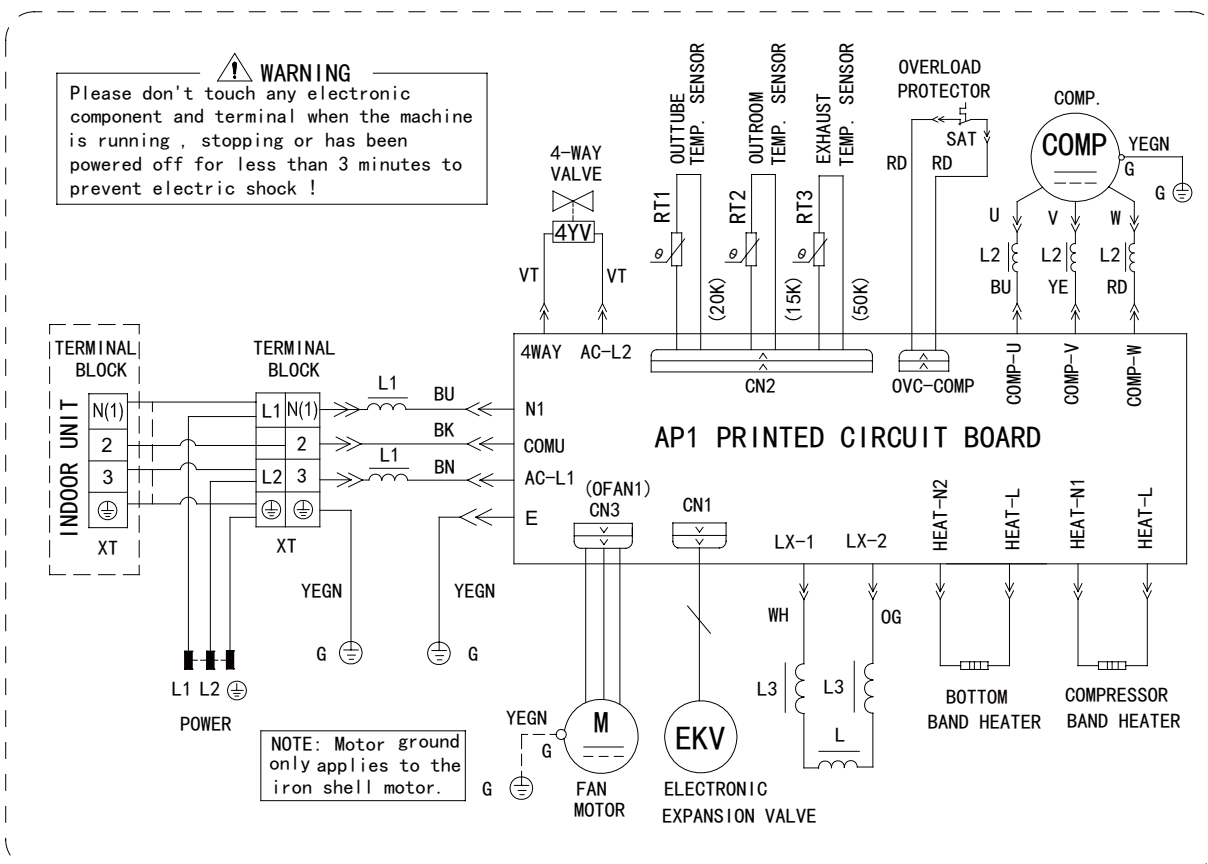 WARNING
Please don't touch any electronic
component and terminal when the machine
is running , stopping or has been
powered off for less than 3 minutes to
prevent electric shock !
4-WAY
VALVE
4YV
VT
VT
RT1
OUTTUBE
TEMP. SENSOR
(20K)
RT2
OUTROOM
TEMP. SENSOR
(15K)
RT3
EXHAUST
TEMP. SENSOR
(50K)
θ
θ
θ
OVERLOAD
PROTECTOR
SAT
RD
RD
COMP.
COMP
YEGN
G
G
U
V
W
L2
L2
L2
BU
YE
RD
4WAY
AC-L2
CN2
OVC-COMP
COMP-U
COMP-V
COMP-W
INDOOR UNIT
TERMINAL
BLOCK
N(1)
2
3
XT
TERMINAL
BLOCK
L1 N(1)
2
L2 3
XT
L1
BU
BK
L1
BN
N1
COMU
AC-L1
E
AP1 PRINTED CIRCUIT BOARD
(OFAN1)
CN3
CN1
LX-1
LX-2
HEAT-N2
HEAT-L
HEAT-N1
HEAT-L
YEGN
G
YEGN
G
L1 L2
POWER
NOTE: Motor ground
only applies to the
iron shell motor.
YEGN
G
G
M
FAN
MOTOR
EKV
ELECTRONIC
EXPANSION VALVE
WH
OG
L3
L3
L
BOTTOM
BAND HEATER
COMPRESSOR
BAND HEATER